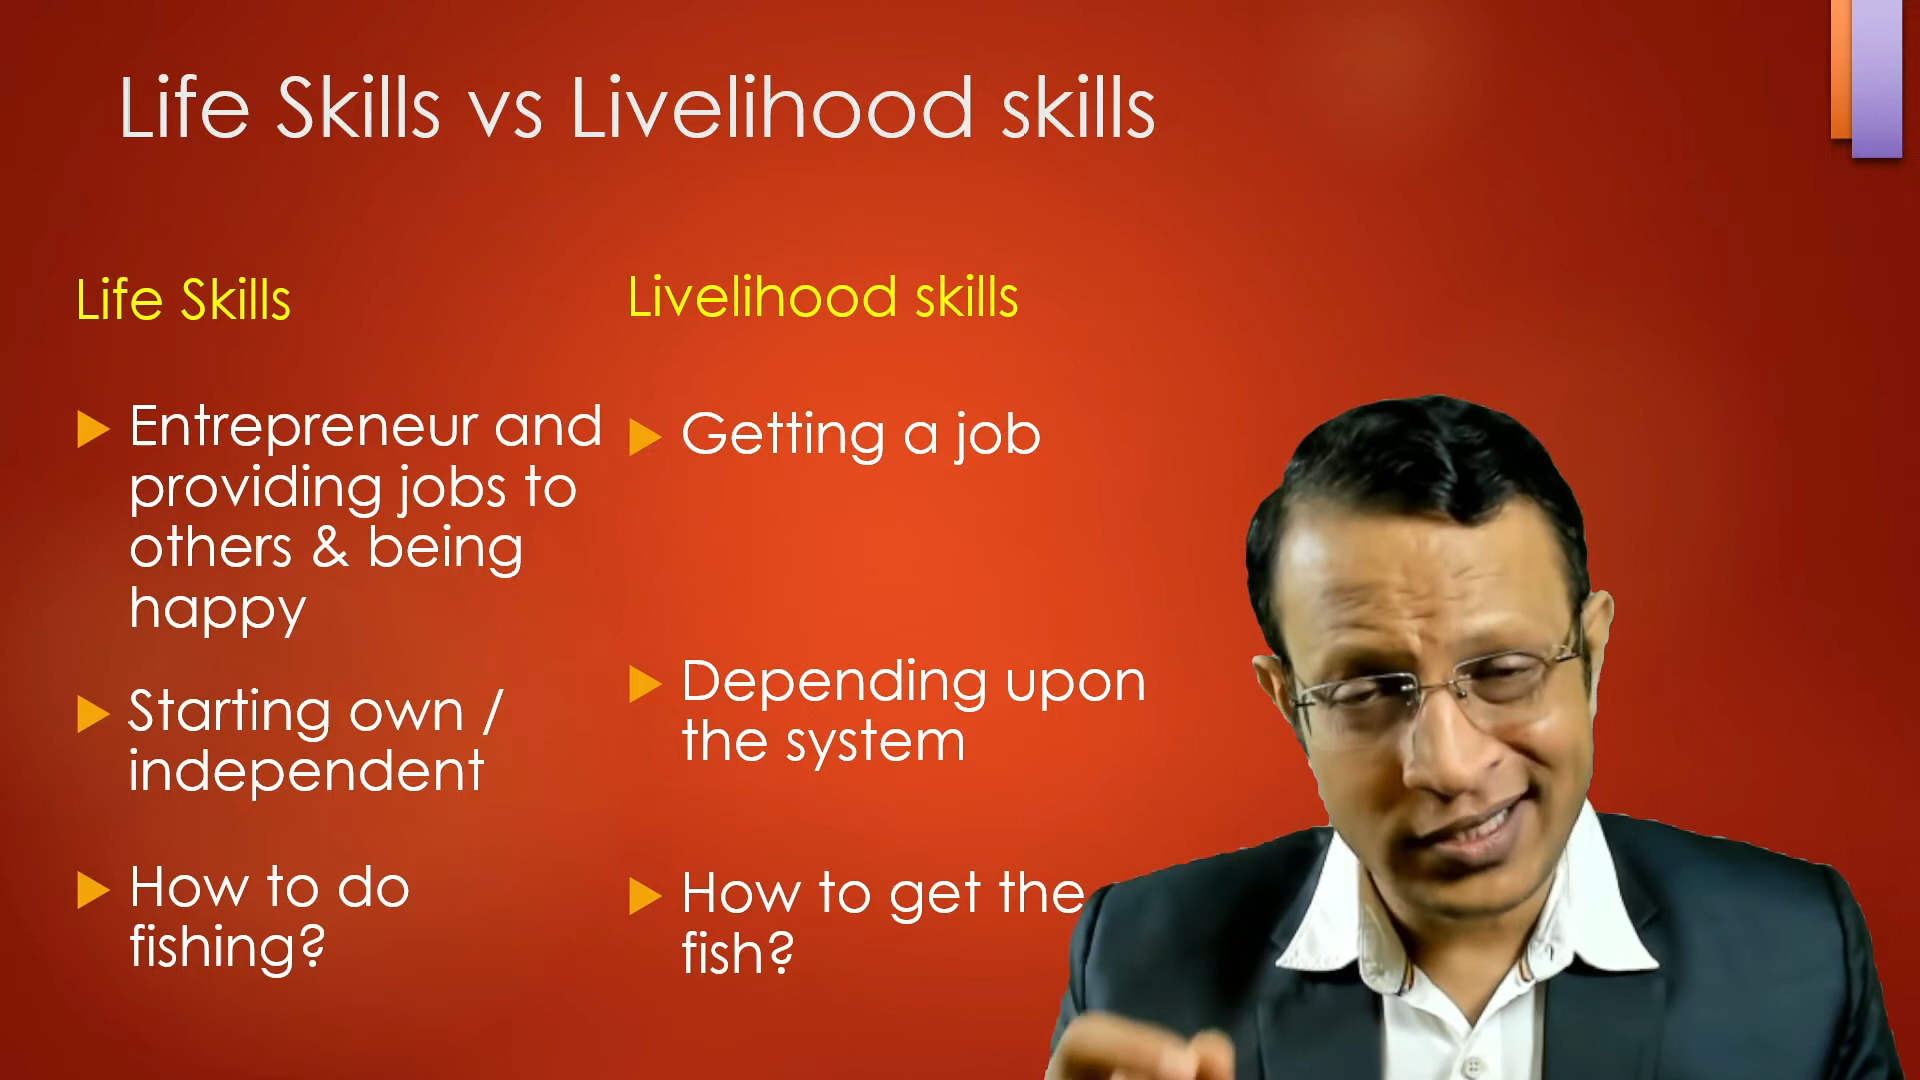 Life Skills vs Livelihood skills
Life Skills
Entrepreneur and
providing jobs to
others & being
happy
Starting own /
independent
How to do
fishing?
Livelihood skills
Getting a job
Depending upon
the system
How to get the
fish?